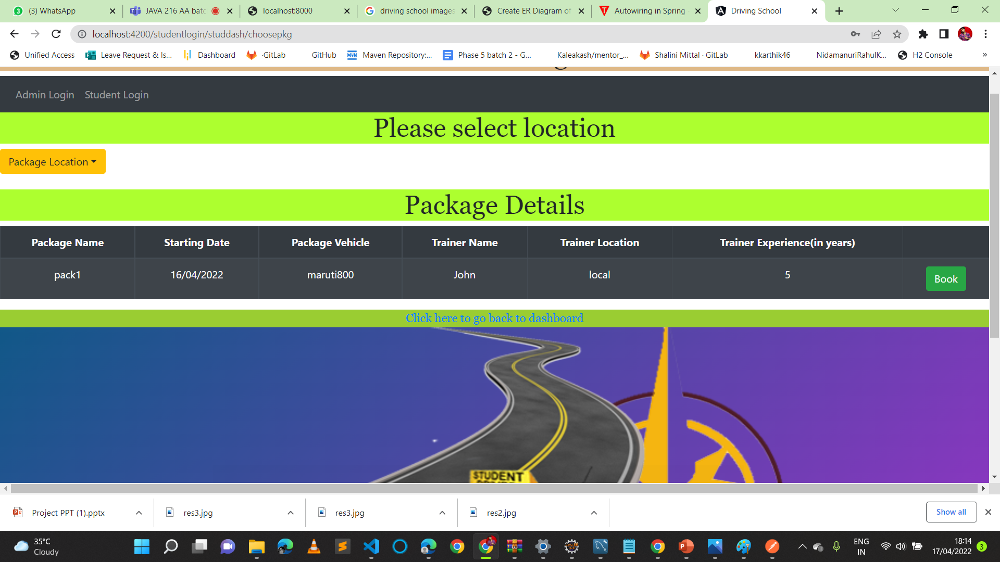 (3) WhatsApp
JAVA 216 AA batc
localhost:8000
driving school images
Create ER Diagram of
Autowiring in Spring
Driving School
localhost:4200/studentlogin/studdash/choosepkg
Unified Access
Leave Request & Is...
Dashboard
·GitLab
GitHub
MVN
Maven Repository:...
Phase 5 batch 2 - G...
Kaleakash/mentor_...
Shalini Mittal · GitLab
kkarthik46
NidamanuriRahulK...
H2 Console
»
Admin Login Student Login
Please select location
Package Location
Package Details
Package Name Starting Date Package Vehicle Trainer Name Trainer Location Trainer Experience(in years)
pack1 16/04/2022 maruti800 John local 5 Book
Click here to go back to dashboard
STUDENT
Project PPT (1).pptx
res3.jpg
res3.jpg
res2.jpg
Show all
35°C
Cloudy
ENG
IN
18:14
17/04/2022
3